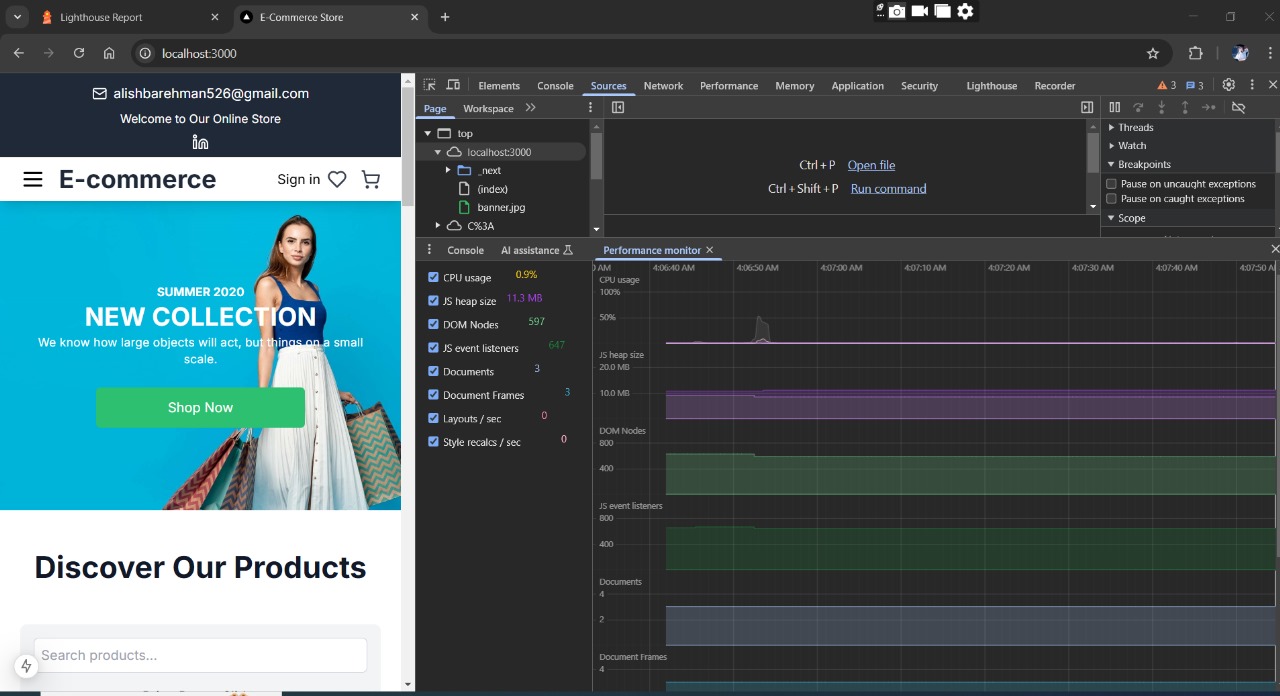 Lighthouse Report
E-Commerce Store
localhost:3000
alishbarehman526@gmail.com
Welcome to Our Online Store
in
E-commerce
Sign in
SUMMER 2020
NEW COLLECTION
We know how large objects will act, but things on a small
scale.
Shop Now
Discover Our Products
Search products...
Elements Console Sources Network Performance Memory Application Security Lighthouse Recorder 3 3
Page Workspace
top
localhost:3000
_next
(index)
banner.jpg
C%3A
Ctrl + P Open file
Ctrl + Shift + P Run command
Threads
Watch
Breakpoints
Pause on uncaught exceptions
Pause on caught exceptions
Scope
Console AI assistance Performance monitor
CPU usage 0.9%
JS heap size 11.3 MB
DOM Nodes 597
JS event listeners 647
Documents 3
Document Frames 3
Layouts / sec 0
Style recalcs / sec 0
AM 4:06:40 AM 4:06:50 AM 4:07:00 AM 4:07:10 AM 4:07:20 AM 4:07:30 AM 4:07:40 AM 4:07:50 A
CPU usage
100%
50%
JS heap size
20.0 MB
10.0 MB
DOM Nodes
800
400
JS event listeners
800
400
Documents
4
2
Document Frames
4